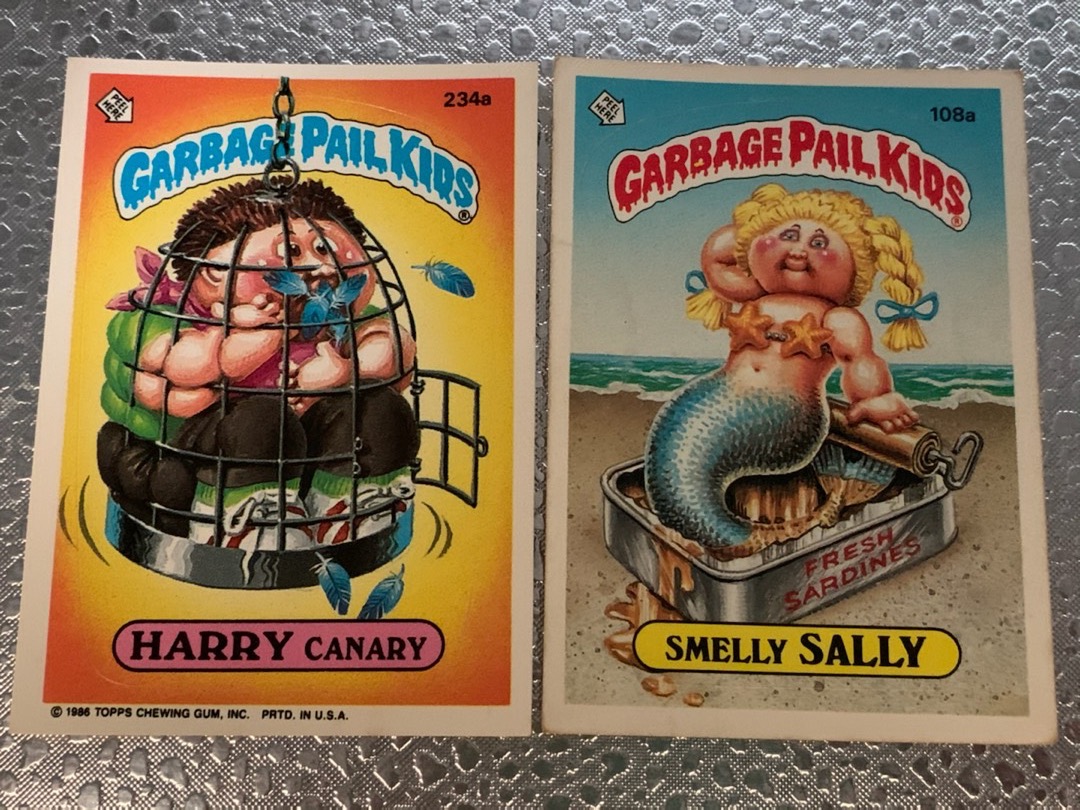 PEEL HERE
234a
GARBAGE PAIL KIDS®
HARRY CANARY
© 1986 TOPPS CHEWING GUM, INC. PRTD. IN U.S.A.
PEEL HERE
108a
GARBAGE PAIL KIDS®
FRESH
SARDINES
SMELLY SALLY